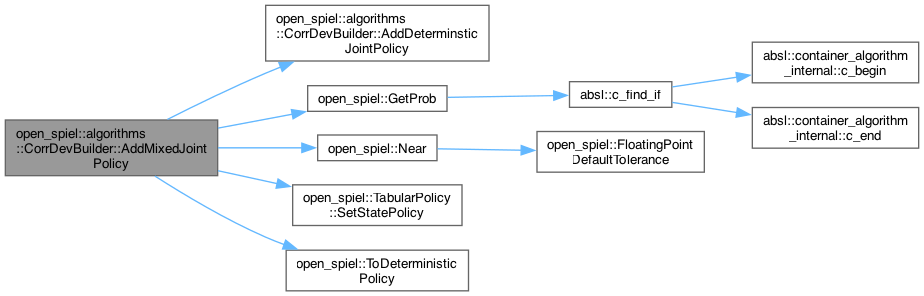 open_spiel::algorithms
::CorrDevBuilder::AddMixedJoint
Policy
open_spiel::algorithms
::CorrDevBuilder::AddDeterminstic
JointPolicy
open_spiel::GetProb
absl::c_find_if
absl::container_algorithm
_internal::c_begin
absl::container_algorithm
_internal::c_end
open_spiel::Near
open_spiel::FloatingPoint
DefaultTolerance
open_spiel::TabularPolicy
::SetStatePolicy
open_spiel::ToDeterministic
Policy